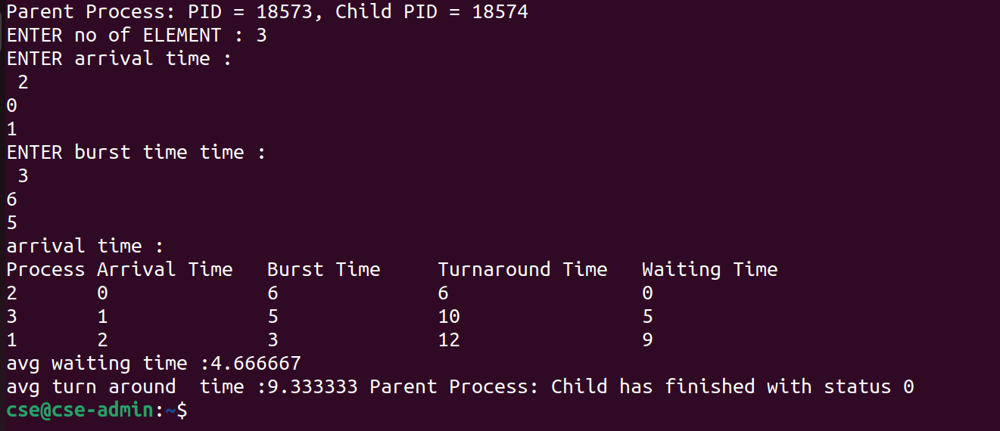 Parent Process: PID = 18573, Child PID = 18574
ENTER no of ELEMENT : 3
ENTER arrival time :
 2
0
1
ENTER burst time time :
 3
6
5
arrival time :
Process Arrival Time   Burst Time     Turnaround Time   Waiting Time
2       0              6              6                 0
3       1              5              10                5
1       2              3              12                9
avg waiting time :4.666667
avg turn around  time :9.333333 Parent Process: Child has finished with status 0
cse@cse-admin:~$